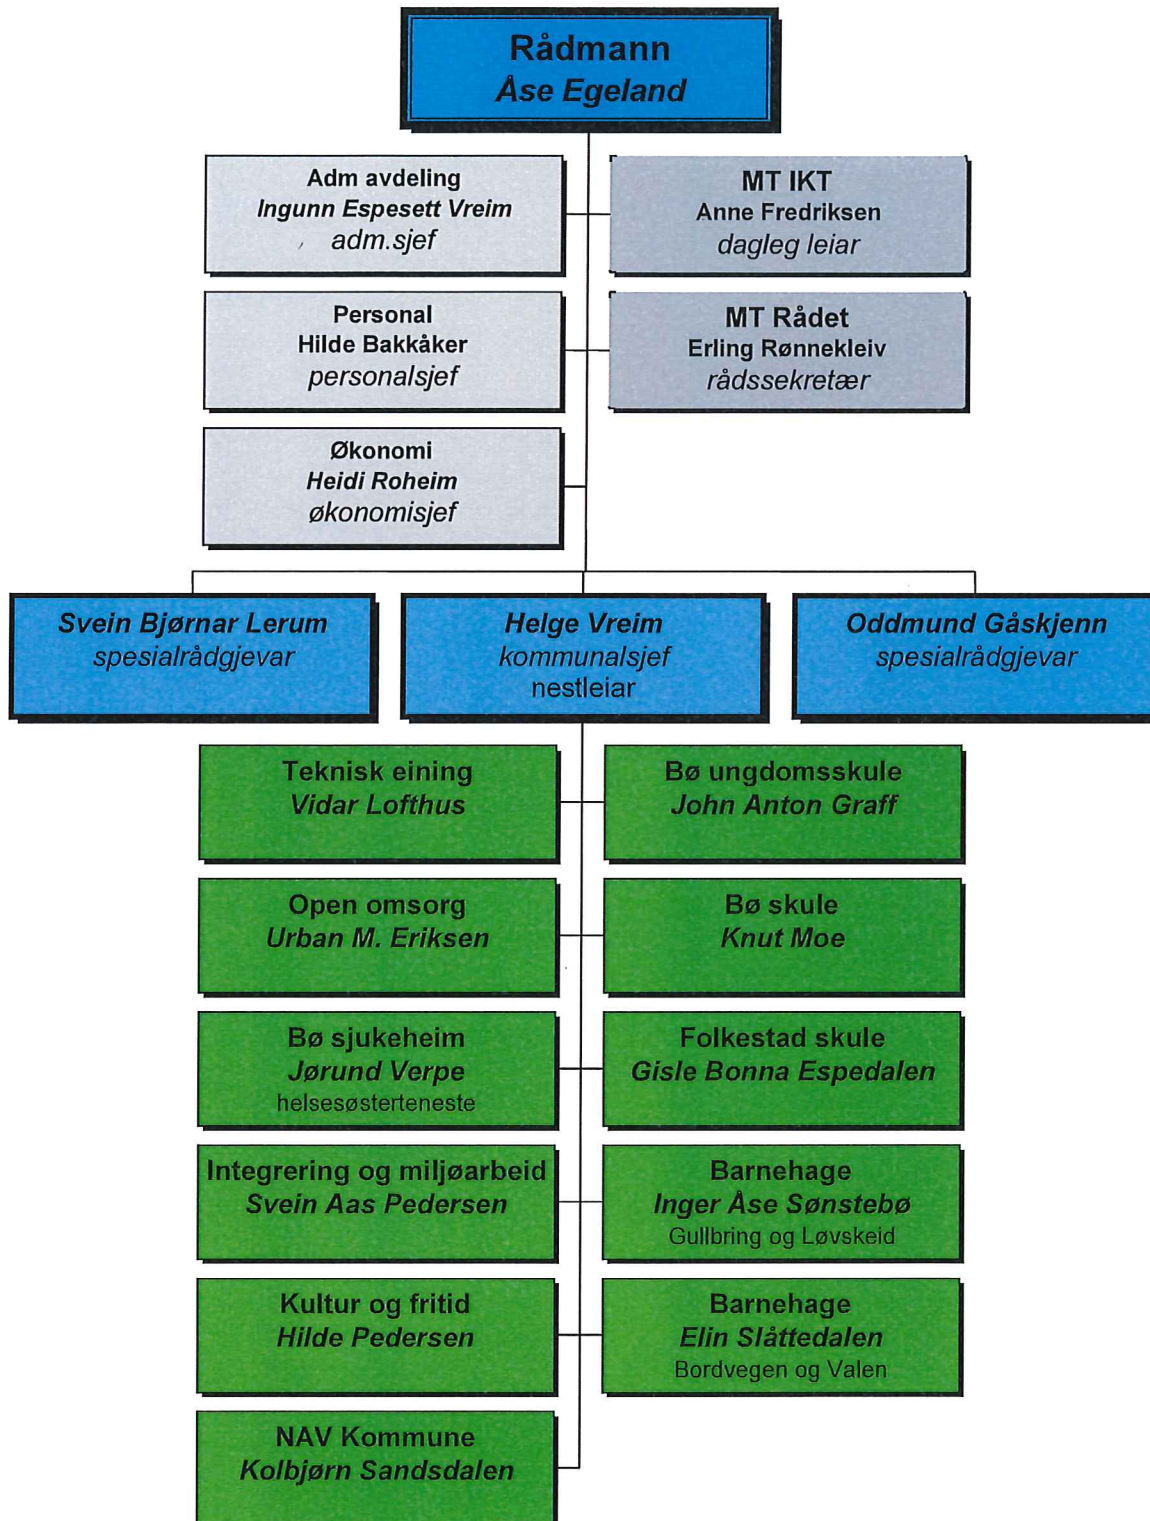 Rådmann
Åse Egeland
Adm avdeling
Ingunn Espesett Vreim
adm.sjef
MT IKT
Anne Fredriksen
dagleg leiar
Personal
Hilde Bakkåker
personalsjef
MT Rådet
Erling Rønnekleiv
rådssekretær
Økonomi
Heidi Roheim
økonomisjef
Svein Bjørnar Lerum
spesialrådgjevar
Helge Vreim
kommunalsjef
nestleiar
Oddmund Gåskjenn
spesialrådgjevar
Teknisk eining
Vidar Lofthus
Bø ungdomsskule
John Anton Graff
Open omsorg
Urban M. Eriksen
Bø skule
Knut Moe
Bø sjukeheim
Jørund Verpe
helsesøsterteneste
Folkestad skule
Gisle Bonna Espedalen
Integrering og miljøarbeid
Svein Aas Pedersen
Barnehage
Inger Åse Sønstebø
Gullbring og Løvskeid
Kultur og fritid
Hilde Pedersen
Barnehage
Elin Slåttedalen
Bordvegen og Valen
NAV Kommune
Kolbjørn Sandsdalen